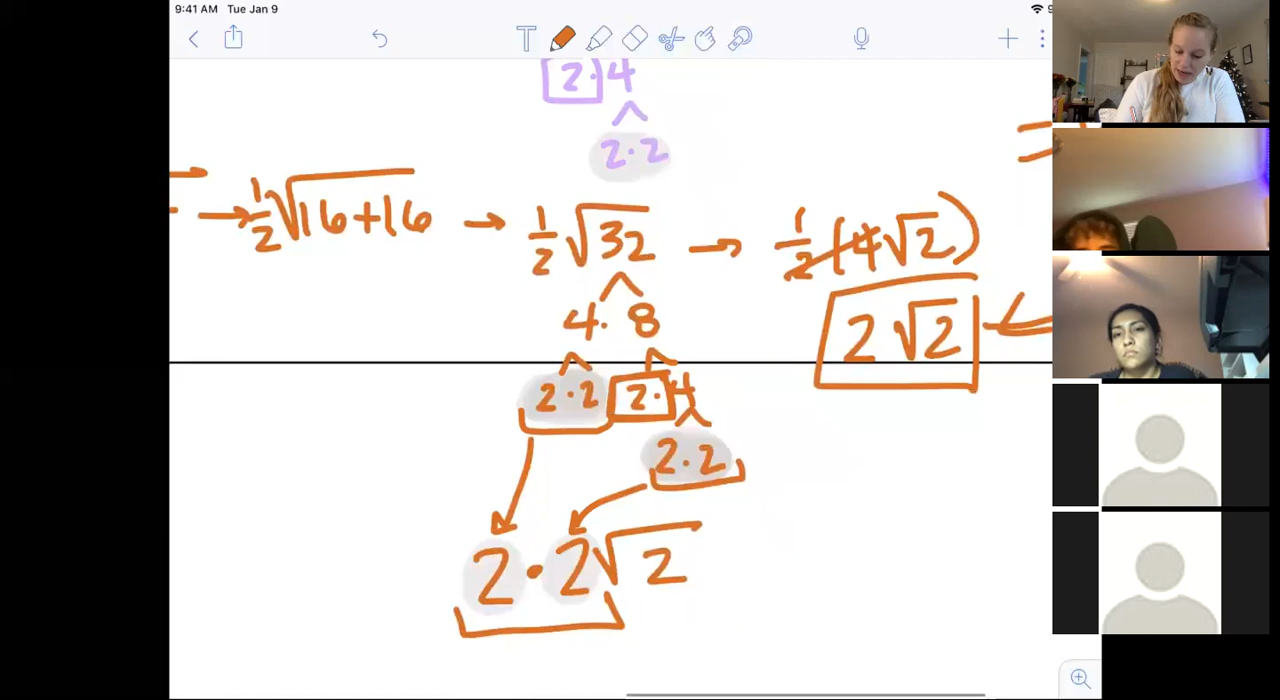 9:41 AM Tue Jan 9
T
2·4
2·2
=
→ 1/2 √16+16 → 1/2 √32 → 1/2 (4√2)
4·8
2√2
2·2 2·4
2·2
2·2√2